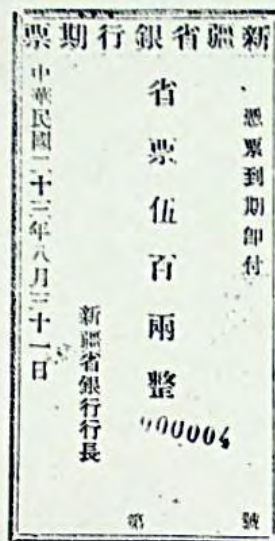 新疆省銀行期票
憑票到期即付
省票伍百兩整
000004
新疆省銀行行長
中華民國二十三年八月三十一日
第 號